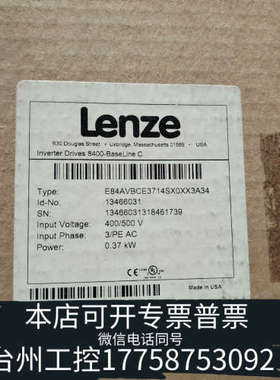 Lenze
630 Douglas Street • Uxbridge, Massachusetts 01569 • USA
Inverter Drives 8400-BaseLine C
Type: E84AVBCE3714SX0XX3A34
Id-No: 13466031
SN: 13466031318461739
Input Voltage: 400/500 V
Input Phase: 3/PE AC
Power: 0.37 kW
Made in USA
本店可开专票普票
微信电话同号
台州工控17758753092